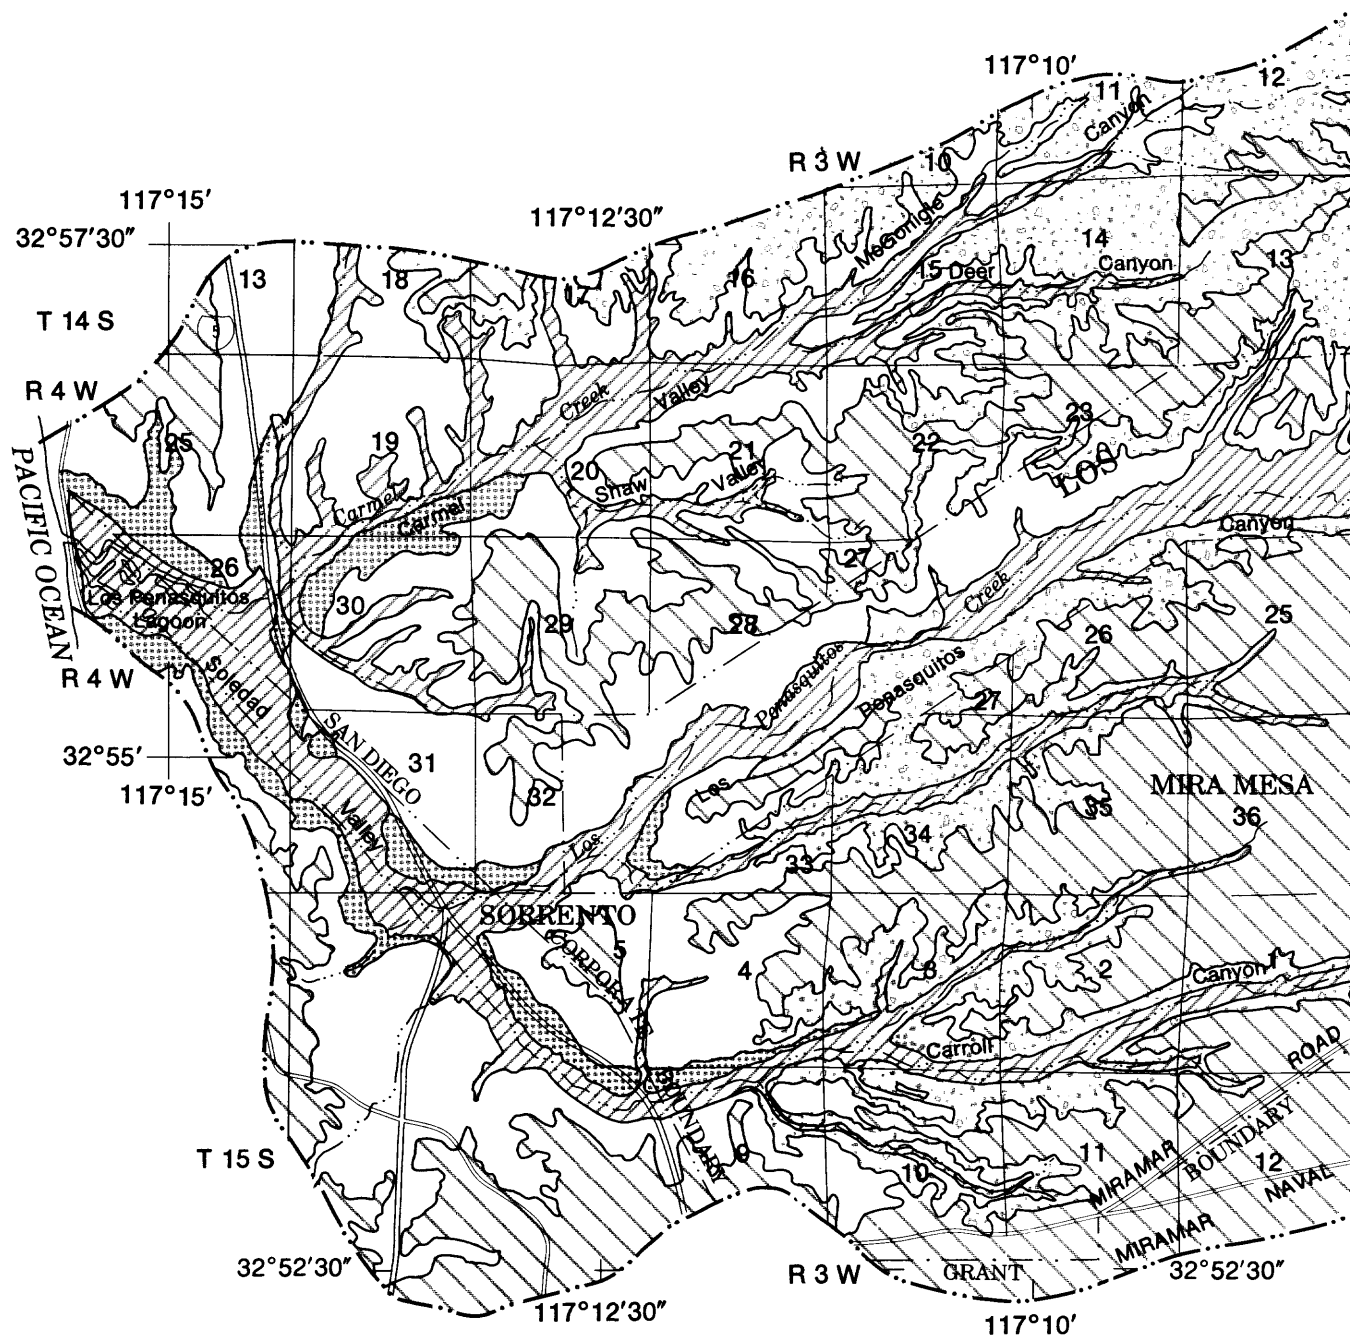 117°10′
12
11
Canyon
R 3 W
10
117°15′
117°12′30″
McGonigle
32°57′30″
14
13
18
17
16
15 Deer
Canyon
13
T 14 S
5
R 4 W
Creek
Valley
23
25
19
20
21
22
LOS
Shaw
Valley
Carmel
Carmel
Canyon
PACIFIC OCEAN
26
27
Los Penasquitos
Lagoon
30
29
28
Creek
26
25
R 4 W
Soledad
Penasquitos
Penasquitos
27
SAN DIEGO
32°55′
31
117°15′
Los
32
MIRA MESA
35
36
Valley
Los
34
33
SORRENTO
CORPORATE
5
4
3
2
1
Canyon
Carroll
ROAD
BOUNDARY
T 15 S
9
10
11
MIRAMAR
BOUNDARY
12
NAVAL
MIRAMAR
32°52′30″
R 3 W
GRANT
32°52′30″
117°12′30″
117°10′